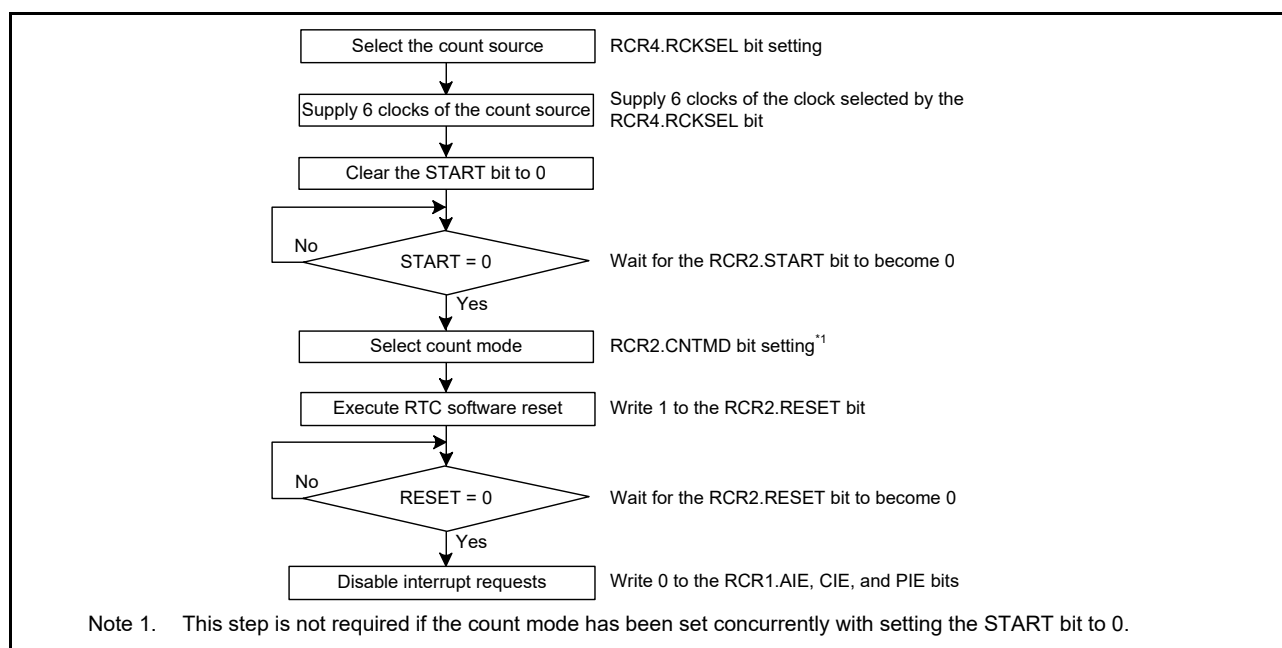 Select the count source
RCR4.RCKSEL bit setting
Supply 6 clocks of the count source
Supply 6 clocks of the clock selected by the
RCR4.RCKSEL bit
Clear the START bit to 0
No
START = 0
Wait for the RCR2.START bit to become 0
Yes
Select count mode
RCR2.CNTMD bit setting*1
Execute RTC software reset
Write 1 to the RCR2.RESET bit
No
RESET = 0
Wait for the RCR2.RESET bit to become 0
Yes
Disable interrupt requests
Write 0 to the RCR1.AIE, CIE, and PIE bits
Note 1. This step is not required if the count mode has been set concurrently with setting the START bit to 0.